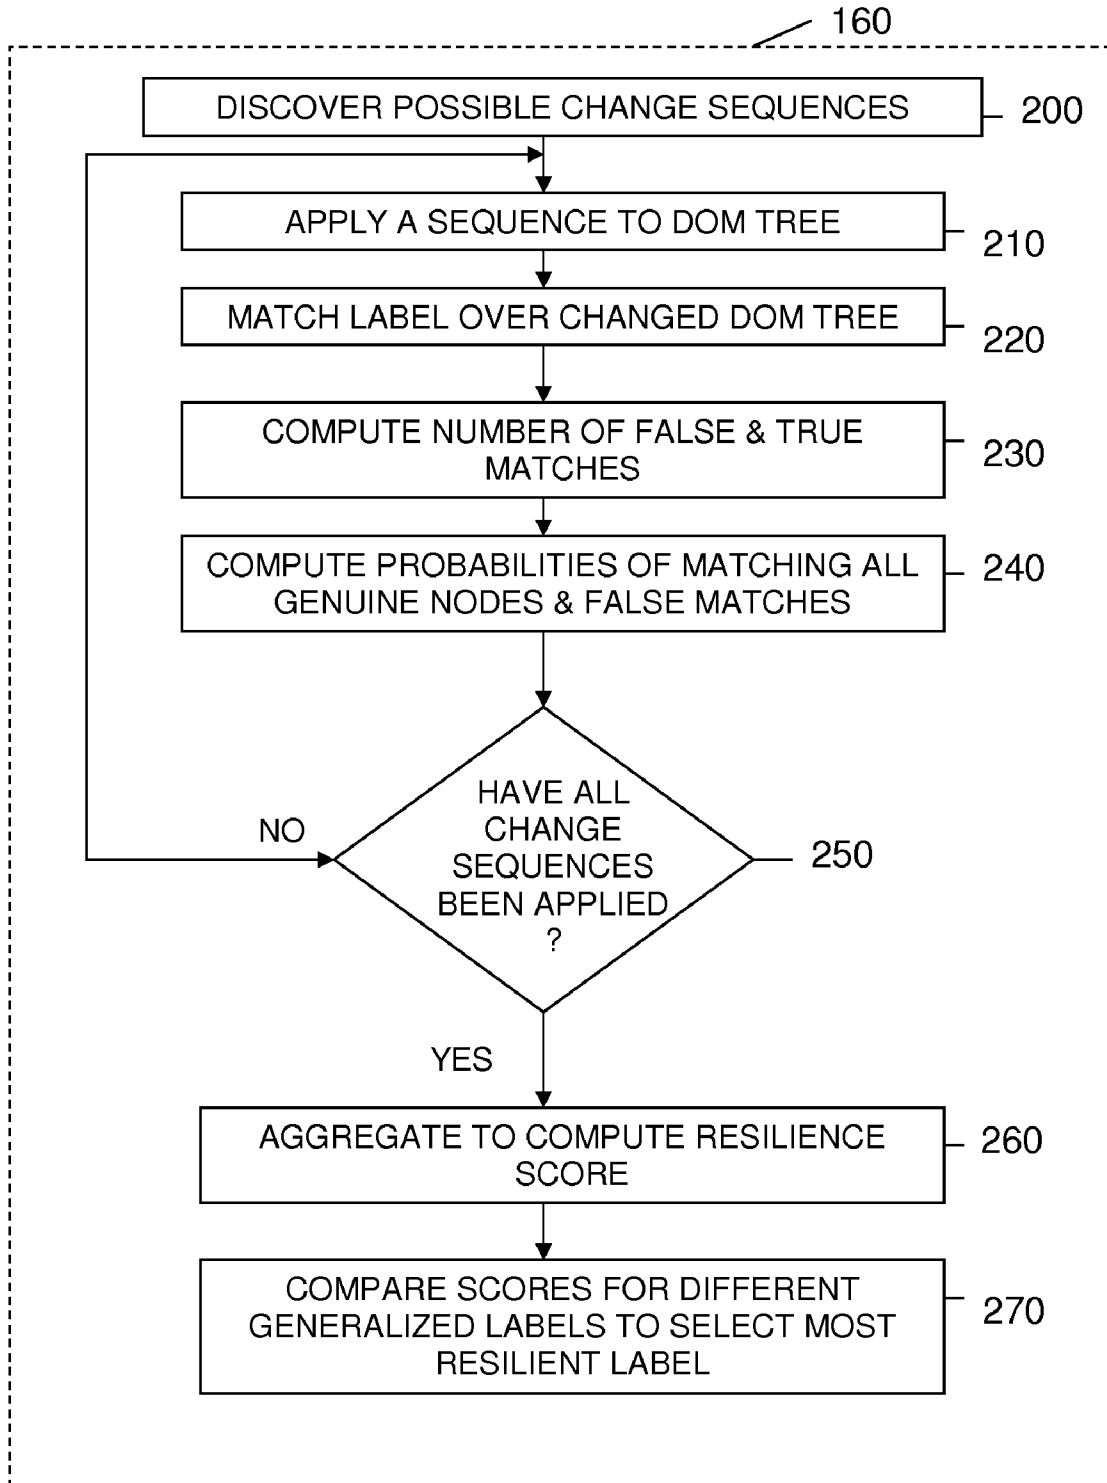 160
DISCOVER POSSIBLE CHANGE SEQUENCES
200
APPLY A SEQUENCE TO DOM TREE
210
MATCH LABEL OVER CHANGED DOM TREE
220
COMPUTE NUMBER OF FALSE & TRUE
MATCHES
230
COMPUTE PROBABILITIES OF MATCHING ALL
GENUINE NODES & FALSE MATCHES
240
HAVE ALL
CHANGE
SEQUENCES
BEEN APPLIED
?
NO
250
YES
AGGREGATE TO COMPUTE RESILIENCE
SCORE
260
COMPARE SCORES FOR DIFFERENT
GENERALIZED LABELS TO SELECT MOST
RESILIENT LABEL
270